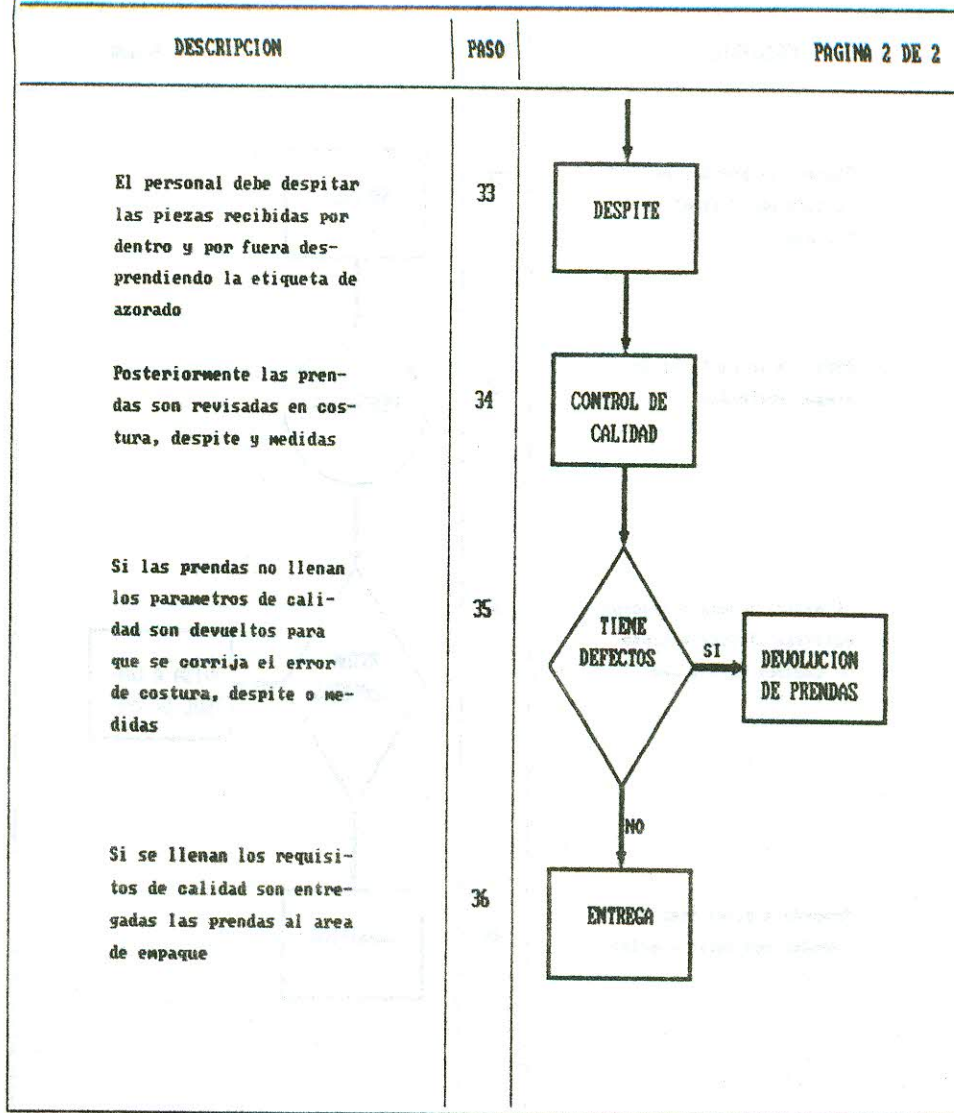 DESCRIPCION PASO PAGINA 2 DE 2
El personal debe despitar
las piezas recibidas por
dentro y por fuera des-
prendiendo la etiqueta de
azorado
33
DESPITE
Posteriormente las pren-
das son revisadas en cos-
tura, despite y medidas
34
CONTROL DE
CALIDAD
Si las prendas no llenan
los parametros de cali-
dad son devueltos para
que se corrija el error
de costura, despite o me-
didas
35
TIENE
DEFECTOS
SI
DEVOLUCION
DE PRENDAS
NO
Si se llenan los requisi-
tos de calidad son entre-
gadas las prendas al area
de empaque
36
ENTREGA